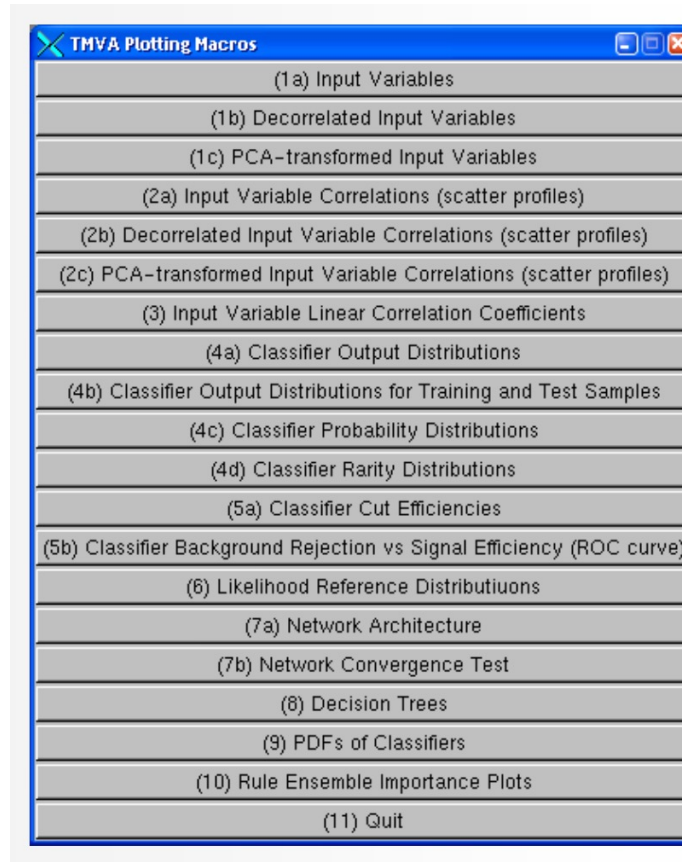 TMVA Plotting Macros
(1a) Input Variables
(1b) Decorrelated Input Variables
(1c) PCA-transformed Input Variables
(2a) Input Variable Correlations (scatter profiles)
(2b) Decorrelated Input Variable Correlations (scatter profiles)
(2c) PCA-transformed Input Variable Correlations (scatter profiles)
(3) Input Variable Linear Correlation Coefficients
(4a) Classifier Output Distributions
(4b) Classifier Output Distributions for Training and Test Samples
(4c) Classifier Probability Distributions
(4d) Classifier Rarity Distributions
(5a) Classifier Cut Efficiencies
(5b) Classifier Background Rejection vs Signal Efficiency (ROC curve)
(6) Likelihood Reference Distributiuons
(7a) Network Architecture
(7b) Network Convergence Test
(8) Decision Trees
(9) PDFs of Classifiers
(10) Rule Ensemble Importance Plots
(11) Quit